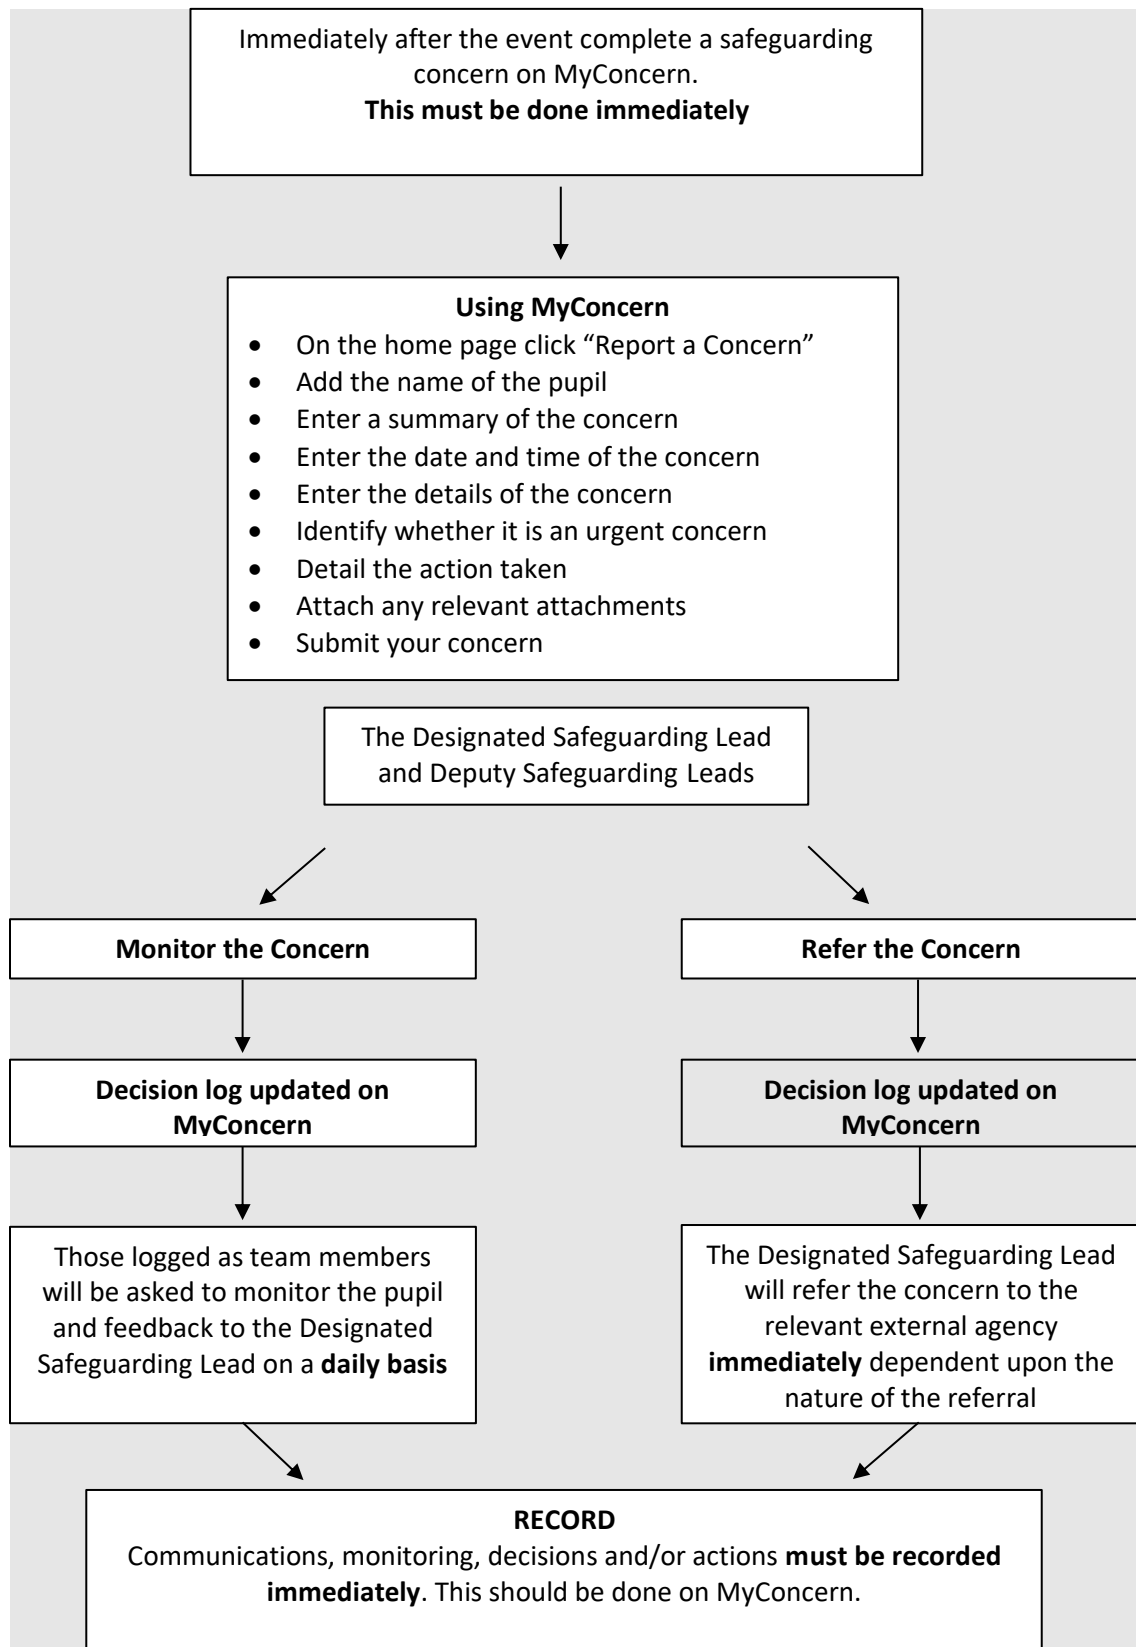 Immediately after the event complete a safeguarding
concern on MyConcern.
This must be done immediately
Using MyConcern
• On the home page click “Report a Concern”
• Add the name of the pupil
• Enter a summary of the concern
• Enter the date and time of the concern
• Enter the details of the concern
• Identify whether it is an urgent concern
• Detail the action taken
• Attach any relevant attachments
• Submit your concern
The Designated Safeguarding Lead
and Deputy Safeguarding Leads
Monitor the Concern
Refer the Concern
Decision log updated on
MyConcern
Decision log updated on
MyConcern
Those logged as team members
will be asked to monitor the pupil
and feedback to the Designated
Safeguarding Lead on a daily basis
The Designated Safeguarding Lead
will refer the concern to the
relevant external agency
immediately dependent upon the
nature of the referral
RECORD
Communications, monitoring, decisions and/or actions must be recorded
immediately. This should be done on MyConcern.